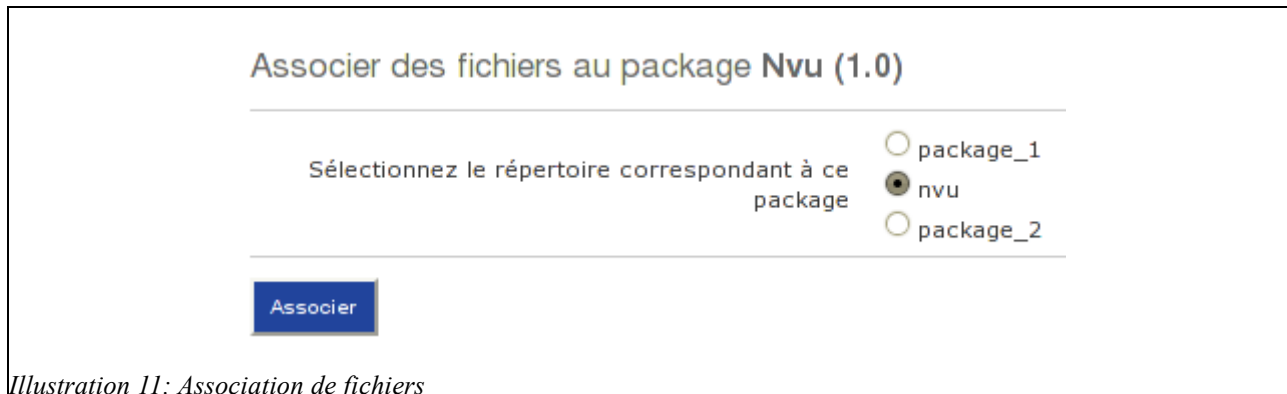 Associer des fichiers au package Nvu (1.0)
Sélectionnez le répertoire correspondant à ce
package
package_1
nvu
package_2
Associer
Illustration 11: Association de fichiers